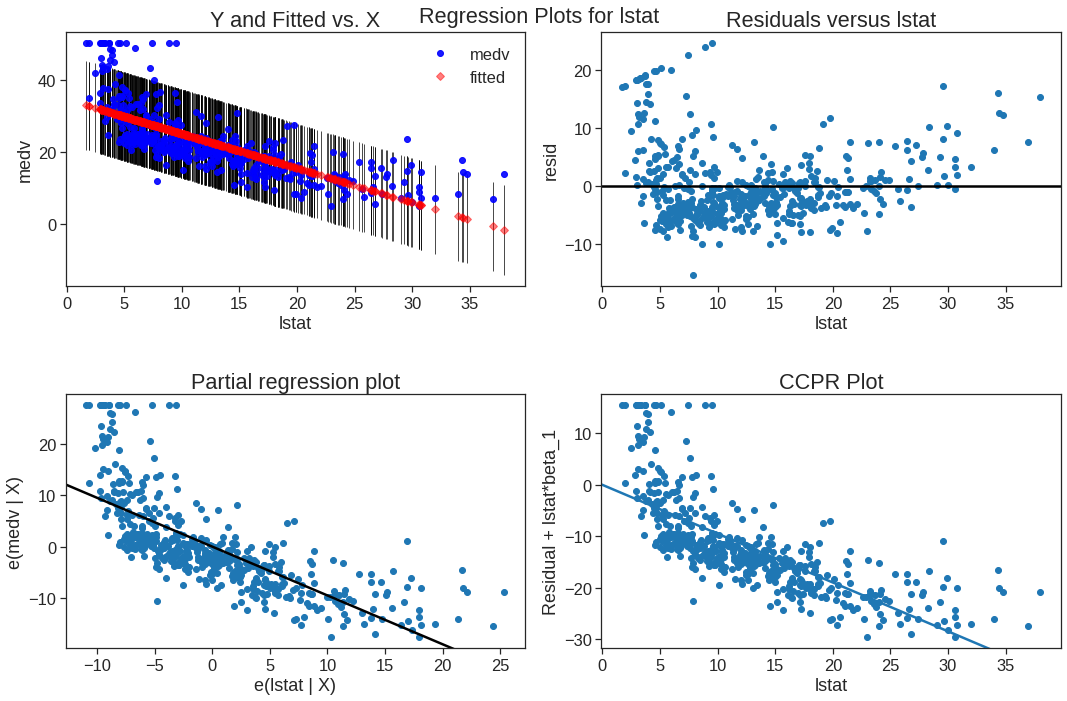 Regression Plots for lstat
Y and Fitted vs. X
medv
fitted
40
20
0
medv
0 5 10 15 20 25 30 35
lstat
Residuals versus lstat
20
10
0
−10
resid
0 5 10 15 20 25 30 35
lstat
Partial regression plot
20
10
0
−10
e(medv | X)
−10 −5 0 5 10 15 20 25
e(lstat | X)
CCPR Plot
10
0
−10
−20
−30
Residual + lstat*beta_1
0 5 10 15 20 25 30 35
lstat